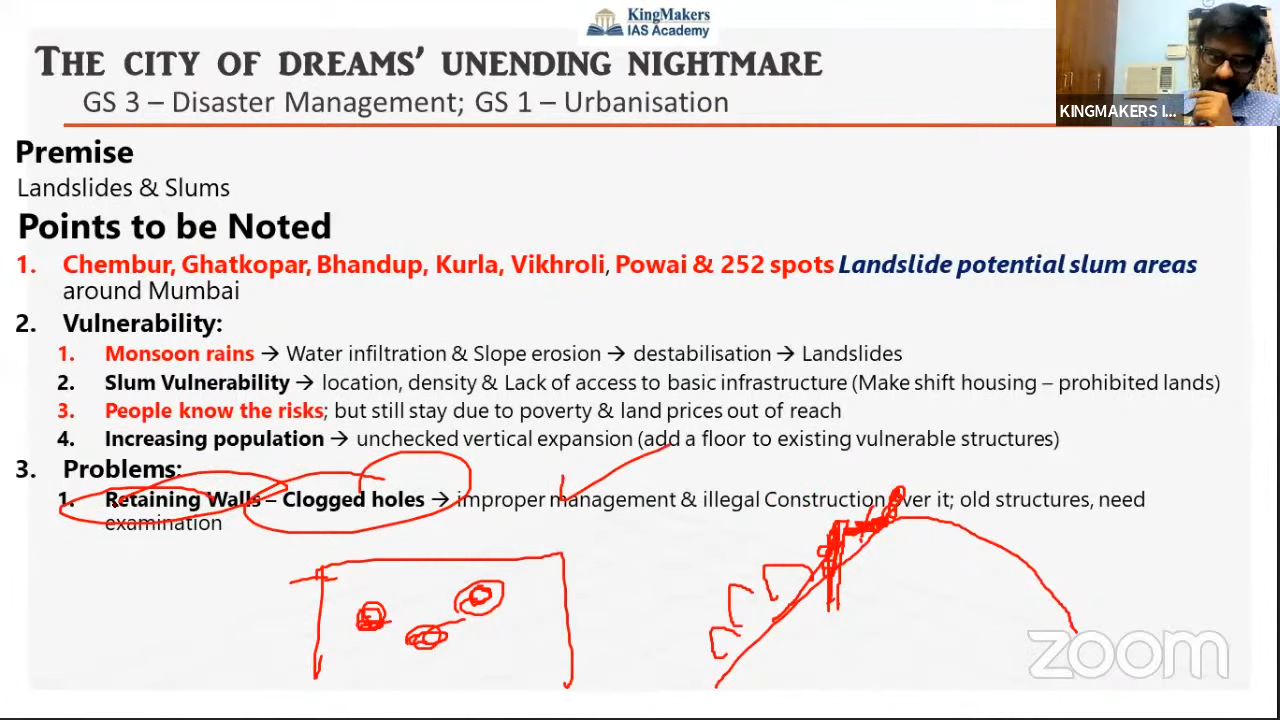 KingMakers
IAS Academy
THE CITY OF DREAMS' UNENDING NIGHTMARE
GS 3 – Disaster Management; GS 1 – Urbanisation
KINGMAKERS I...
Premise
Landslides & Slums
Points to be Noted
1. Chembur, Ghatkopar, Bhandup, Kurla, Vikhroli, Powai & 252 spots Landslide potential slum areas
around Mumbai
2. Vulnerability:
1. Monsoon rains → Water infiltration & Slope erosion → destabilisation → Landslides
2. Slum Vulnerability → location, density & Lack of access to basic infrastructure (Make shift housing – prohibited lands)
3. People know the risks; but still stay due to poverty & land prices out of reach
4. Increasing population → unchecked vertical expansion (add a floor to existing vulnerable structures)
3. Problems:
1. Retaining Walls – Clogged holes → improper management & illegal Construction over it; old structures, need
examination
zoom